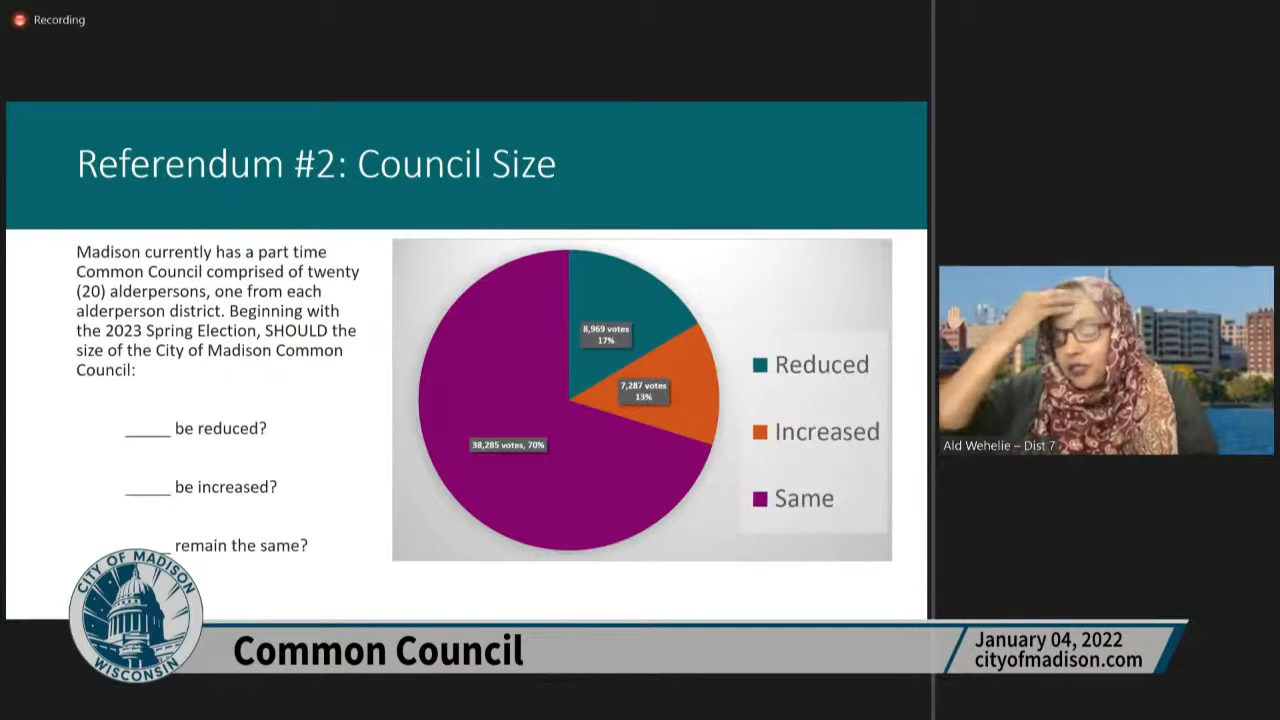 Recording
Referendum #2: Council Size
Madison currently has a part time
Common Council comprised of twenty
(20) alderpersons, one from each
alderperson district. Beginning with
the 2023 Spring Election, SHOULD the
size of the City of Madison Common
Council:
_____ be reduced?
_____ be increased?
_ remain the same?
8,969 votes
17%
7,287 votes
13%
38,285 votes, 70%
Reduced
Increased
Same
Ald Wehelie – Dist 7
CITY OF MADISON
WISCONSIN
Common Council
January 04, 2022
cityofmadison.com